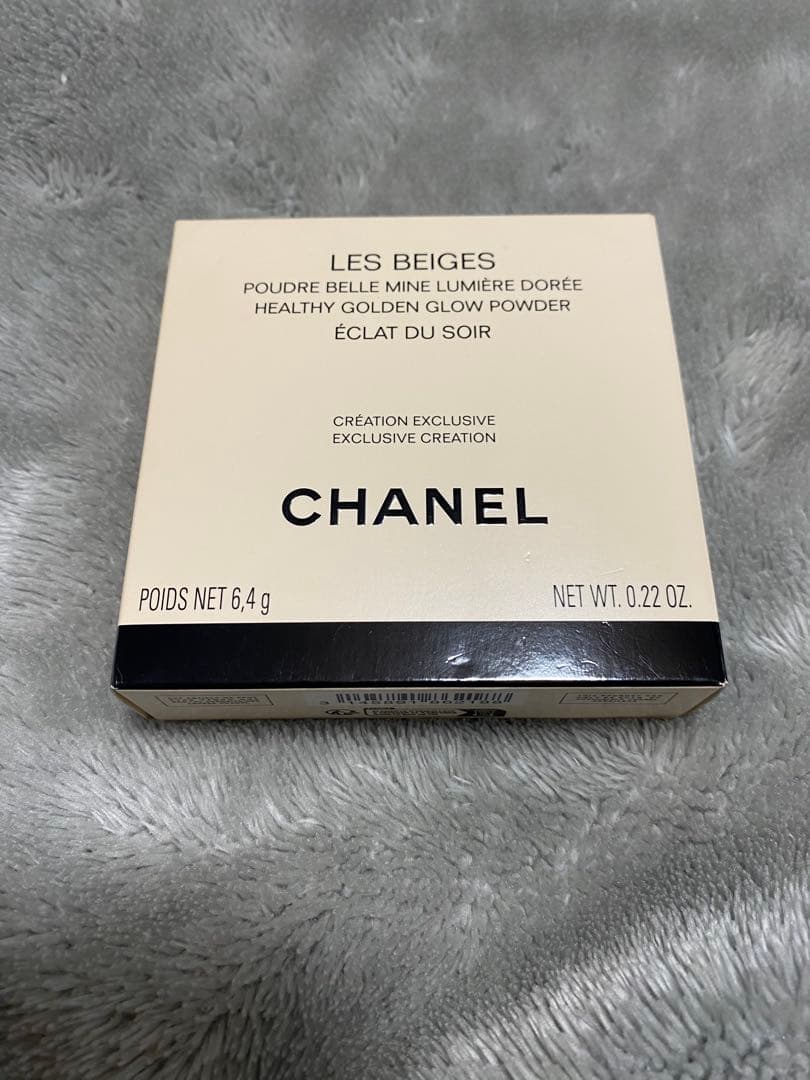 LES BEIGES
POUDRE BELLE MINE LUMIÈRE DORÉE
HEALTHY GOLDEN GLOW POWDER
ÉCLAT DU SOIR
CRÉATION EXCLUSIVE
EXCLUSIVE CREATION
CHANEL
POIDS NET 6,4 g
NET WT. 0.22 OZ.